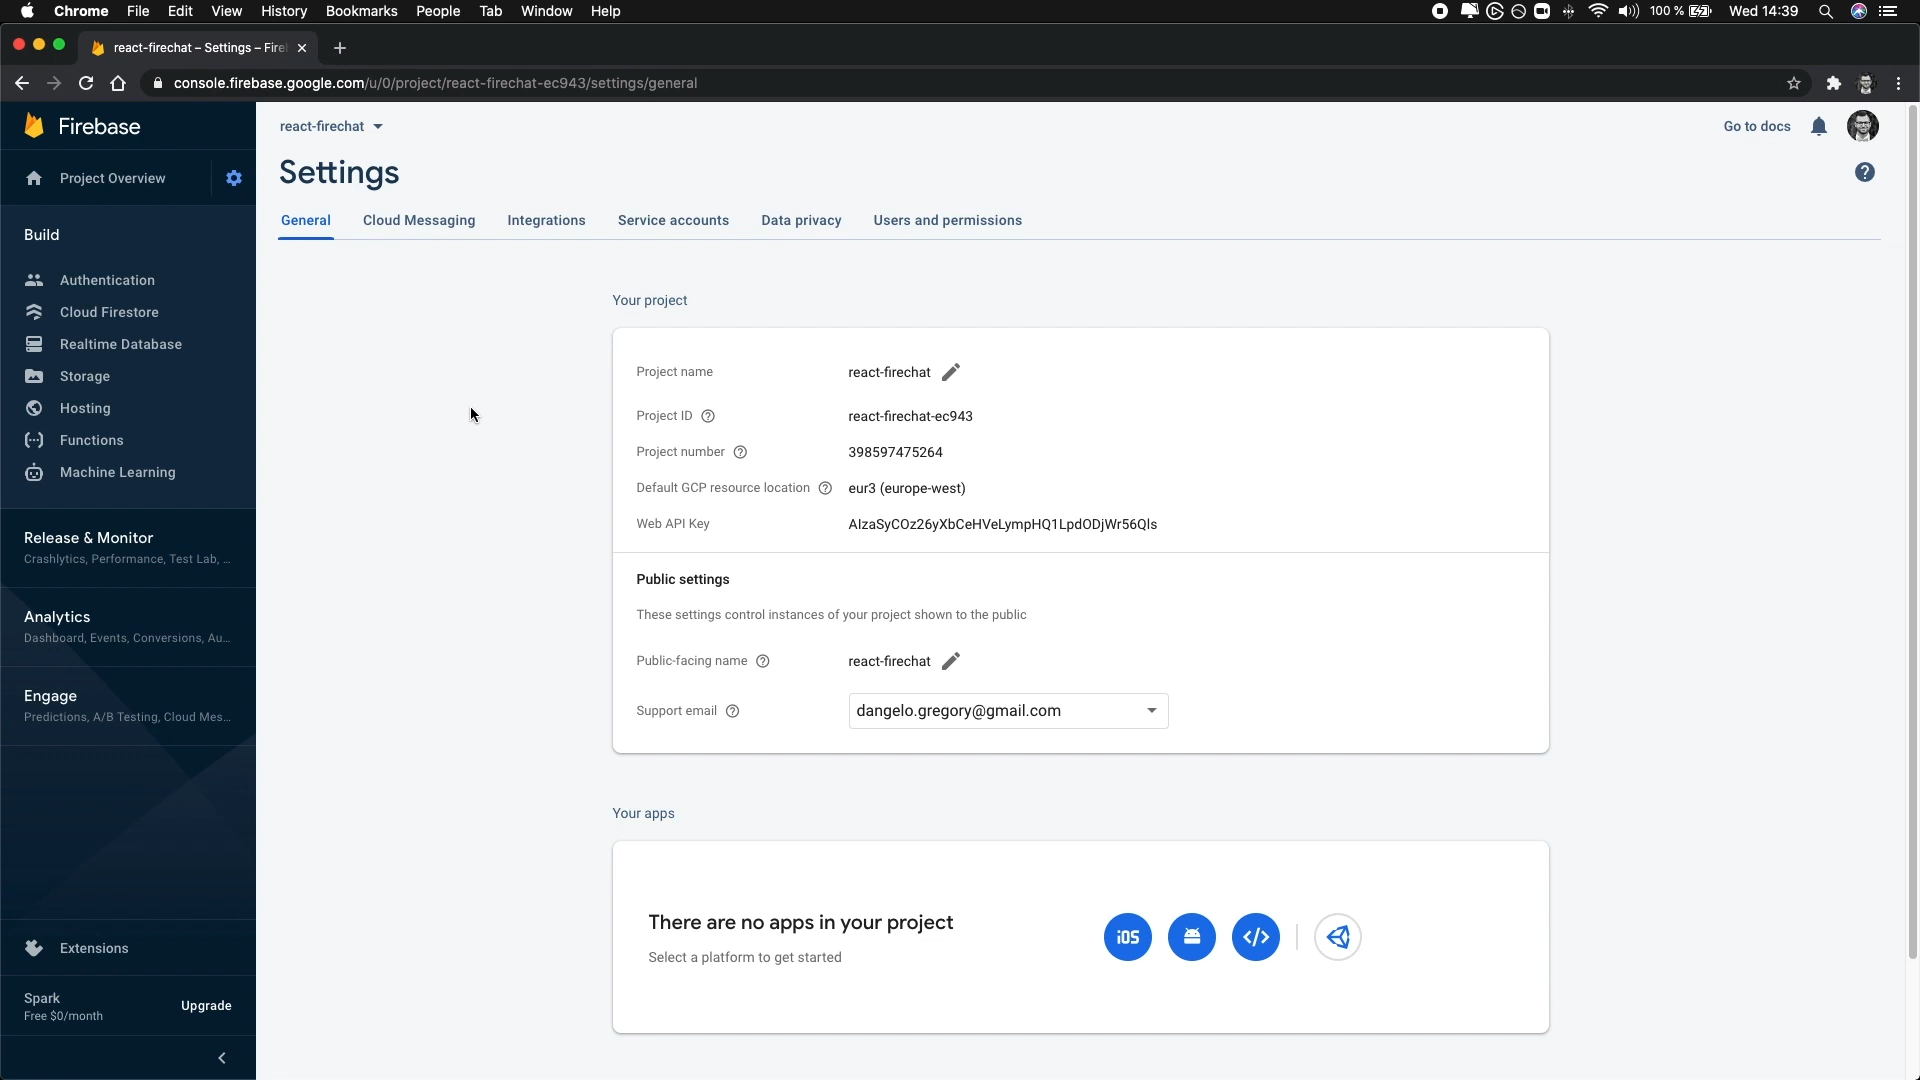 Chrome File Edit View History Bookmarks People Tab Window Help 100 % Wed 14:39
react-firechat – Settings – Fire
console.firebase.google.com/u/0/project/react-firechat-ec943/settings/general
Firebase
react-firechat
Go to docs
Project Overview
Settings
General Cloud Messaging Integrations Service accounts Data privacy Users and permissions
Build
Authentication
Cloud Firestore
Realtime Database
Storage
Hosting
Functions
Machine Learning
Release & Monitor
Crashlytics, Performance, Test Lab, ...
Analytics
Dashboard, Events, Conversions, Au...
Engage
Predictions, A/B Testing, Cloud Mes...
Extensions
Spark
Free $0/month
Upgrade
Your project
Project name react-firechat
Project ID react-firechat-ec943
Project number 398597475264
Default GCP resource location eur3 (europe-west)
Web API Key AIzaSyCOz26yXbCeHVeLympHQ1LpdODjWr56QIs
Public settings
These settings control instances of your project shown to the public
Public-facing name react-firechat
Support email dangelo.gregory@gmail.com
Your apps
There are no apps in your project
Select a platform to get started
iOS